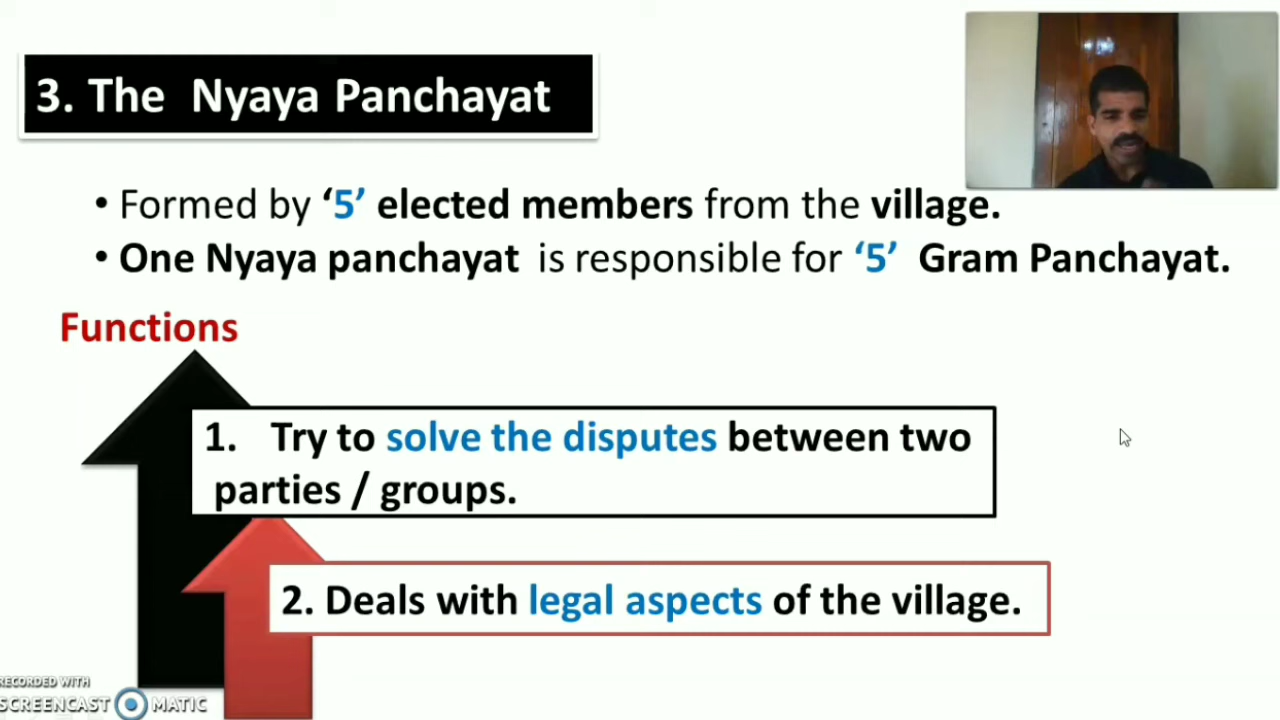 3. The Nyaya Panchayat
• Formed by ‘5’ elected members from the village.
• One Nyaya panchayat is responsible for ‘5’ Gram Panchayat.
Functions
1. Try to solve the disputes between two
parties / groups.
2. Deals with legal aspects of the village.
RECORDED WITH
SCREENCAST MATIC